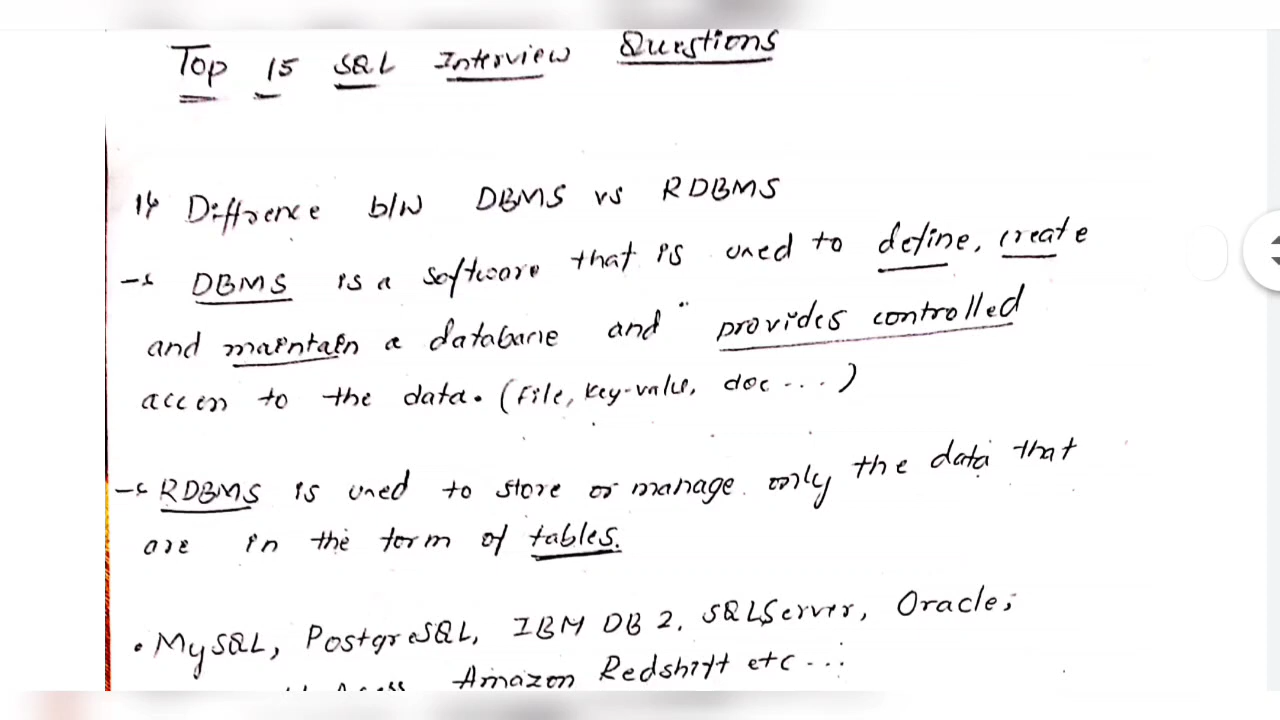 Top 15 SQL Interview Questions
1) Diffrence b/w DBMS vs RDBMS
→ DBMS is a software that is used to define, create
and maintain a database and provides controlled
access to the data. (File, key-value, doc ...)
→ RDBMS is used to store or manage only the data that
are in the form of tables.
• MySQL, PostgreSQL, IBM DB 2, SQLServer, Oracle,
Amazon Redshift etc ...